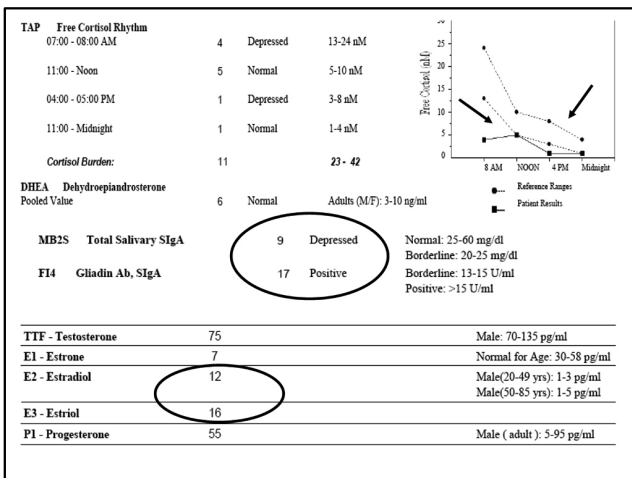 TAP Free Cortisol Rhythm
07:00 - 08:00 AM 4 Depressed 13-24 nM
11:00 - Noon 5 Normal 5-10 nM
04:00 - 05:00 PM 1 Depressed 3-8 nM
11:00 - Midnight 1 Normal 1-4 nM
Cortisol Burden: 11 23 - 42
Free Cortisol (nM)
30
25
20
15
10
5
0
8 AM NOON 4 PM Midnight
Reference Ranges
Patient Results
DHEA Dehydroepiandrosterone
Pooled Value 6 Normal Adults (M/F): 3-10 ng/ml
MB2S Total Salivary SIgA 9 Depressed Normal: 25-60 mg/dl
Borderline: 20-25 mg/dl
FI4 Gliadin Ab, SIgA 17 Positive Borderline: 13-15 U/ml
Positive: >15 U/ml
TTF - Testosterone 75 Male: 70-135 pg/ml
E1 - Estrone 7 Normal for Age: 30-58 pg/ml
E2 - Estradiol 12 Male(20-49 yrs): 1-3 pg/ml
Male(50-85 yrs): 1-5 pg/ml
E3 - Estriol 16
P1 - Progesterone 55 Male ( adult ): 5-95 pg/ml